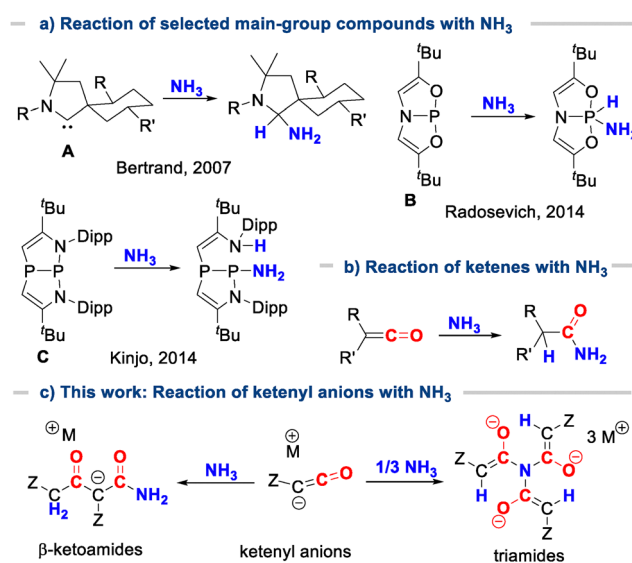 a) Reaction of selected main-group compounds with NH3
R
N
R
R'
A
NH3
R
N
R
R'
H
NH2
Bertrand, 2007
tBu
O
N
P
O
tBu
B
NH3
tBu
O
H
N
P
NH2
O
tBu
Radosevich, 2014
tBu
Dipp
N
P
P
N
Dipp
tBu
C
NH3
tBu
Dipp
N
H
P
P
NH2
N
Dipp
tBu
Kinjo, 2014
b) Reaction of ketenes with NH3
R
C
O
R'
NH3
R
O
C
R'
H
NH2
c) This work: Reaction of ketenyl anions with NH3
⊕
M
O
O
Z
C
C
⊖
C
C
NH2
H2
Z
β-ketoamides
NH3
⊕
M
O
Z
C
C
⊖
ketenyl anions
1/3 NH3
⊖
O
H
Z
C
3 M⊕
Z
C
C
C
N
C
O
⊖
H
⊖
O
C
C
H
Z
triamides